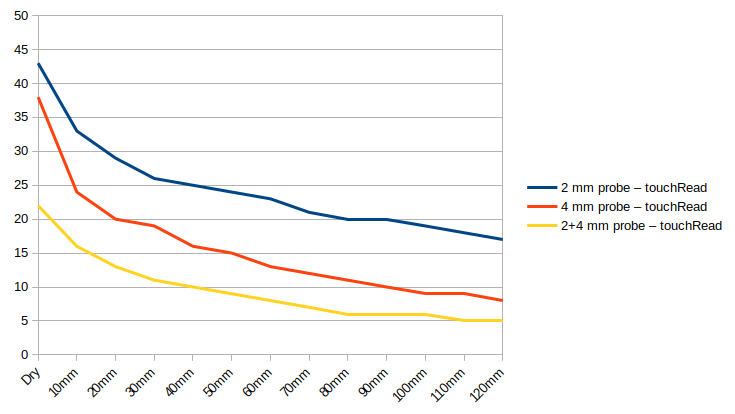 50
45
40
35
30
25
20
15
10
5
0
Dry
10mm
20mm
30mm
40mm
50mm
60mm
70mm
80mm
90mm
100mm
110mm
120mm
2 mm probe – touchRead
4 mm probe – touchRead
2+4 mm probe – touchRead